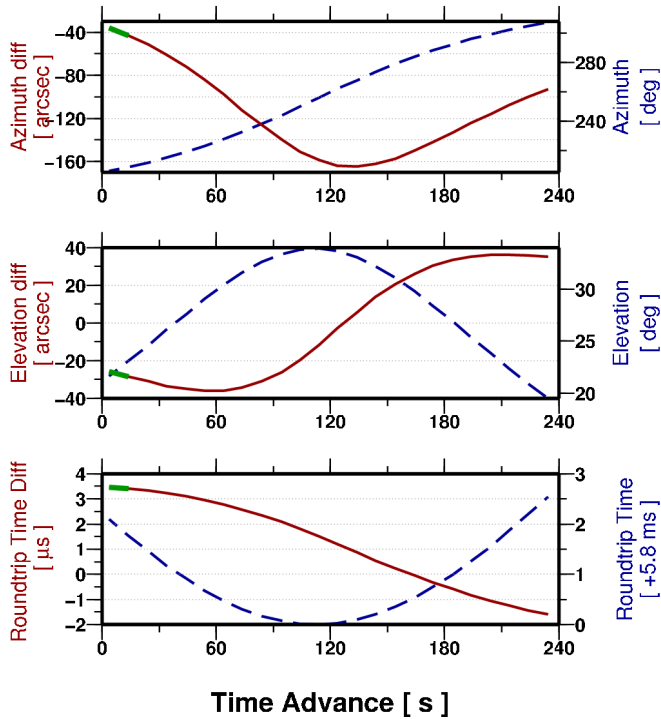 Azimuth diff
[ arcsec ]
−40
−80
−120
−160
280
240
Azimuth
[ deg ]
0 60 120 180 240
Elevation diff
[ arcsec ]
40
20
0
−20
−40
30
25
20
Elevation
[ deg ]
0 60 120 180 240
Roundtrip Time Diff
[ µs ]
4
3
2
1
0
−1
−2
3
2
1
0
Roundtrip Time
[ +5.8 ms ]
0 60 120 180 240
Time Advance [ s ]